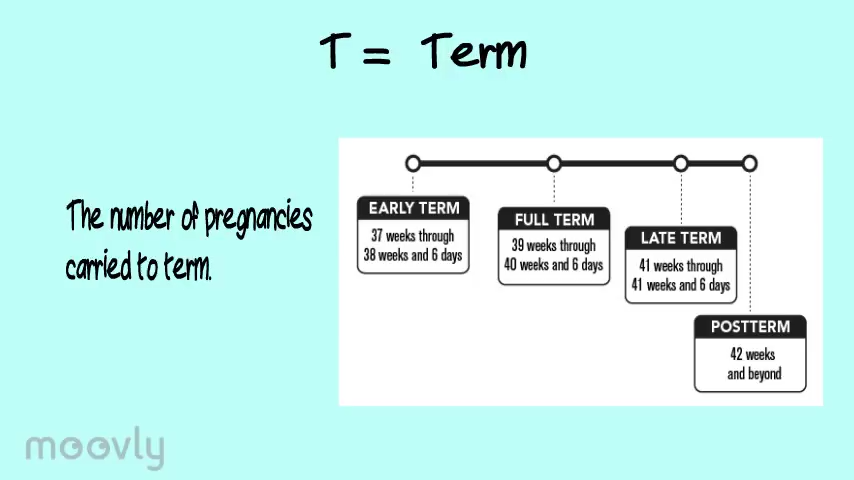 T = Term
The number of pregnancies
carried to term.
EARLY TERM
37 weeks through
38 weeks and 6 days
FULL TERM
39 weeks through
40 weeks and 6 days
LATE TERM
41 weeks through
41 weeks and 6 days
POSTTERM
42 weeks
and beyond
moovly